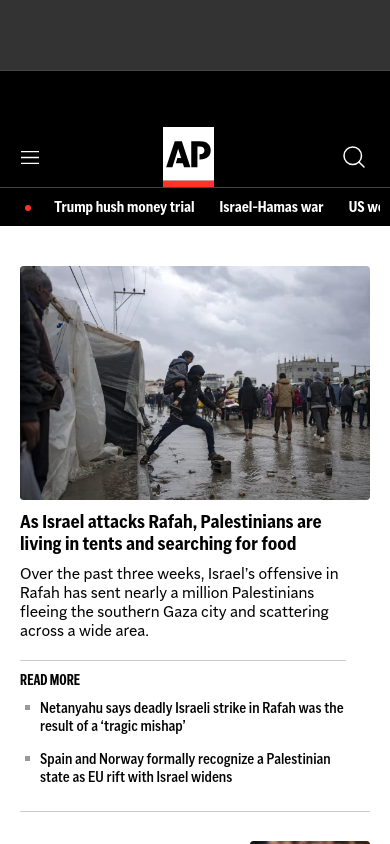 AP
Trump hush money trial Israel-Hamas war US
As Israel attacks Rafah, Palestinians are
living in tents and searching for food
Over the past three weeks, Israel’s offensive in
Rafah has sent nearly a million Palestinians
fleeing the southern Gaza city and scattering
across a wide area.
READ MORE
Netanyahu says deadly Israeli strike in Rafah was the
result of a ‘tragic mishap’
Spain and Norway formally recognize a Palestinian
state as EU rift with Israel widens